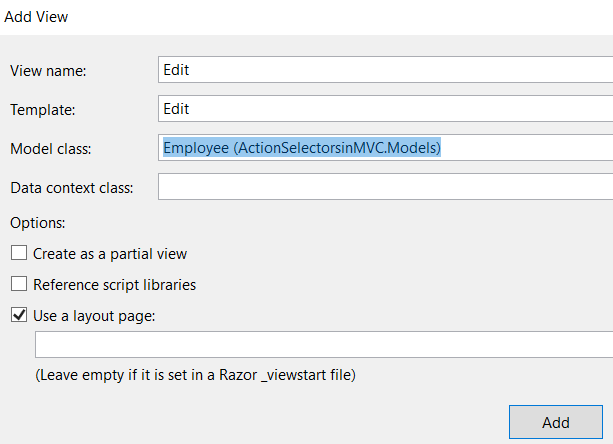 Add View
View name: Edit
Template: Edit
Model class: Employee (ActionSelectorsinMVC.Models)
Data context class:
Options:
Create as a partial view
Reference script libraries
Use a layout page:
(Leave empty if it is set in a Razor _viewstart file)
Add